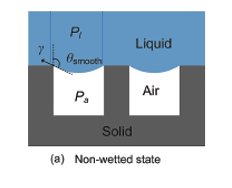 P_l Liquid
γ θ_smooth
P_a Air
Solid
(a) Non-wetted state